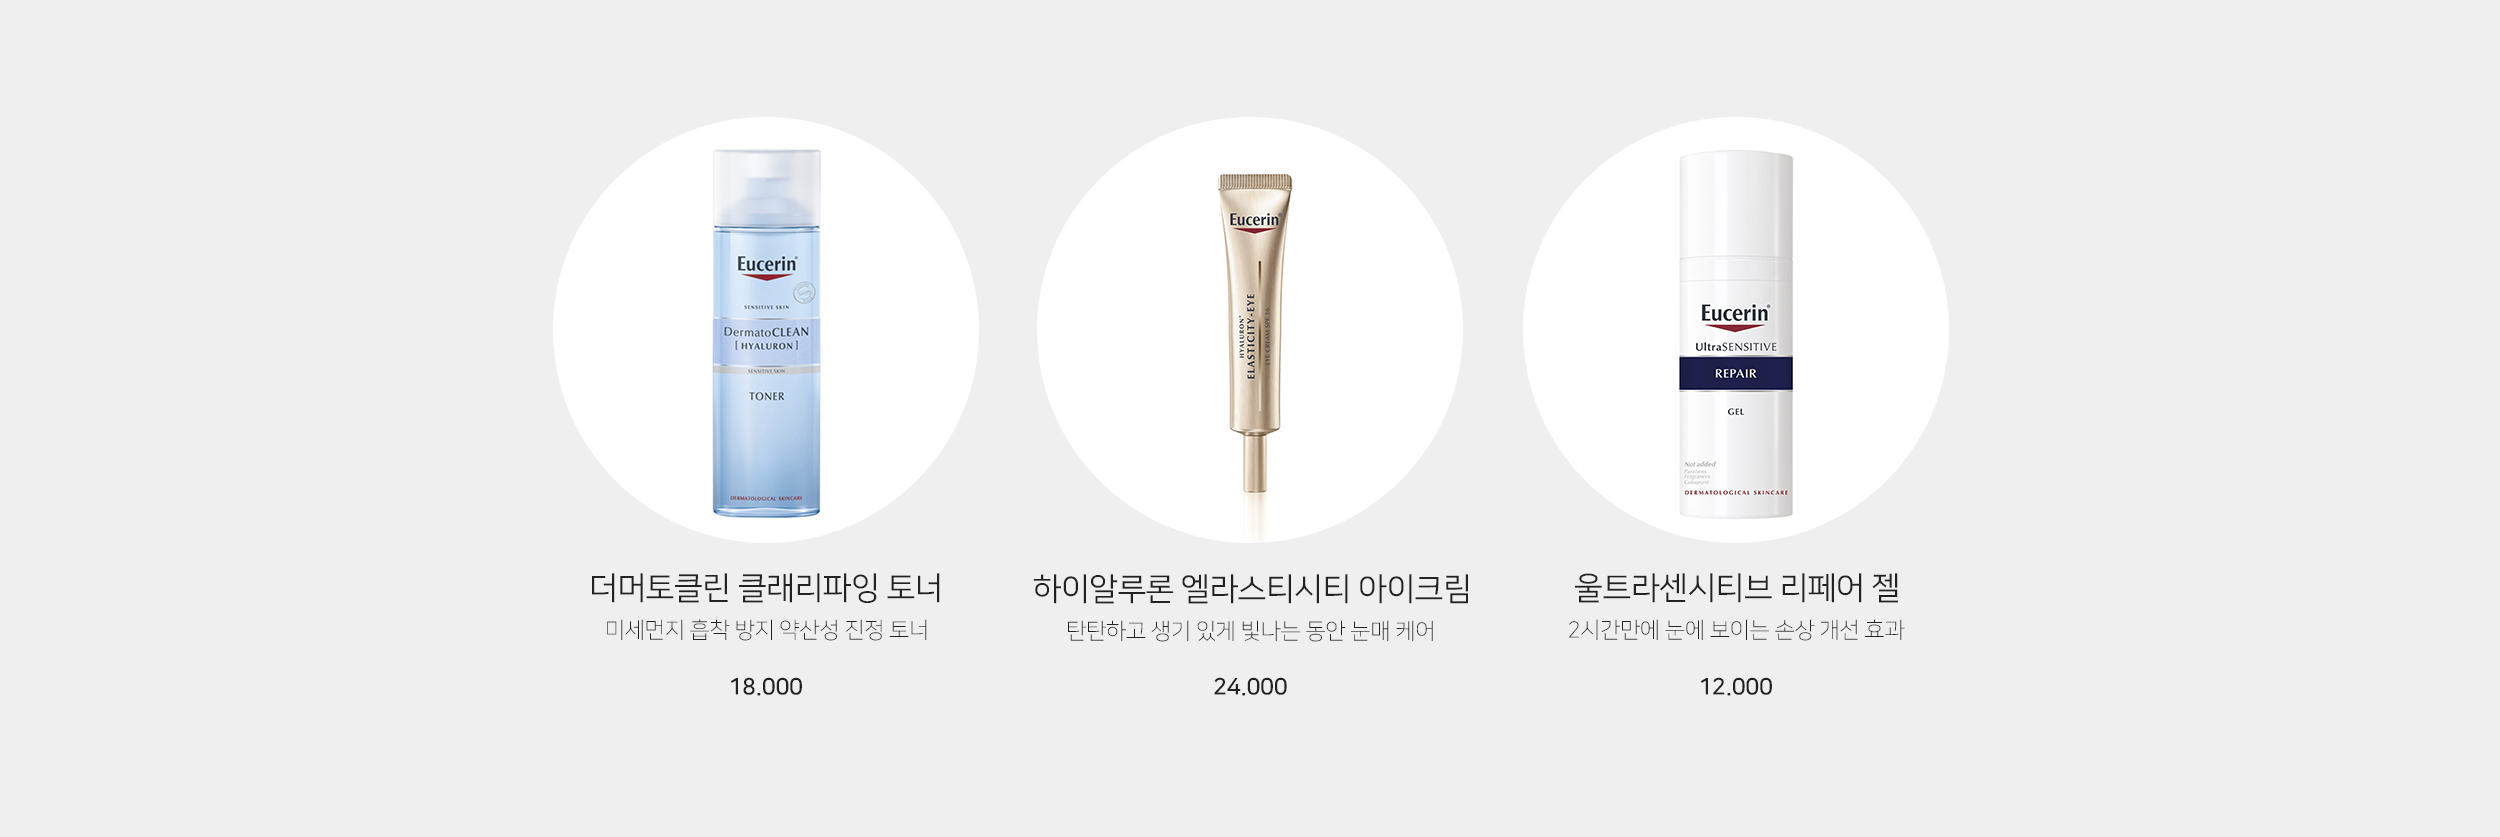 Eucerin
SENSITIVE SKIN
DermatoCLEAN
[HYALURON]
SENSITIVE SKIN
TONER
DERMATOLOGICAL SKINCARE
더머토클린 클래리파잉 토너
미세먼지 흡착 방지 약산성 진정 토너
18.000
Eucerin
HYALURON
ELASTICITY-EYE
EYE CREAM SPF 16
하이알루론 엘라스티시티 아이크림
탄탄하고 생기 있게 빛나는 동안 눈매 케어
24.000
Eucerin
UltraSENSITIVE
REPAIR
GEL
Not added
Parabens
Fragrances
Colourant
DERMATOLOGICAL SKINCARE
울트라센시티브 리페어 젤
2시간만에 눈에 보이는 손상 개선 효과
12.000